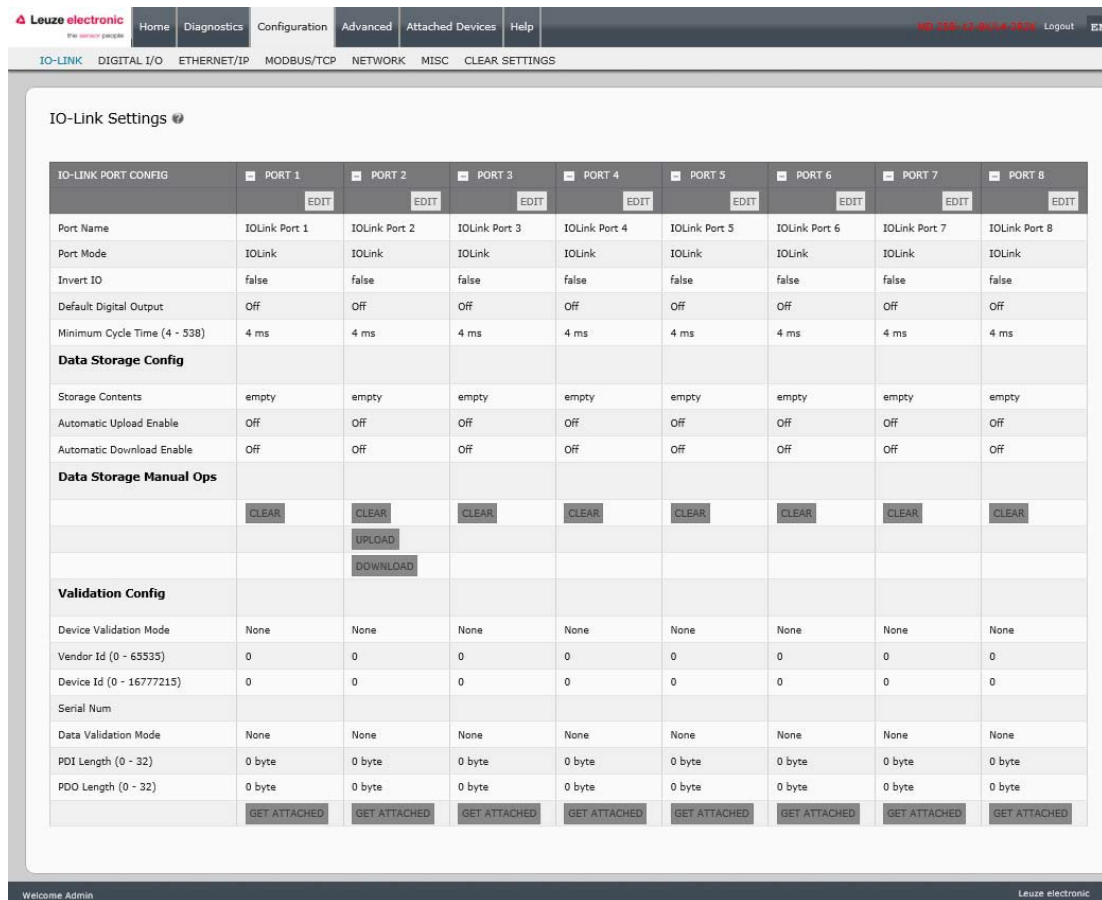 Leuze electronic
the sensor people
Home Diagnostics Configuration Advanced Attached Devices Help Logout EN
IO-LINK DIGITAL I/O ETHERNET/IP MODBUS/TCP NETWORK MISC CLEAR SETTINGS
IO-Link Settings ?
IO-LINK PORT CONFIG PORT 1 PORT 2 PORT 3 PORT 4 PORT 5 PORT 6 PORT 7 PORT 8
EDIT EDIT EDIT EDIT EDIT EDIT EDIT EDIT
Port Name IOLink Port 1 IOLink Port 2 IOLink Port 3 IOLink Port 4 IOLink Port 5 IOLink Port 6 IOLink Port 7 IOLink Port 8
Port Mode IOLink IOLink IOLink IOLink IOLink IOLink IOLink IOLink
Invert IO false false false false false false false false
Default Digital Output Off Off Off Off Off Off Off Off
Minimum Cycle Time (4 - 538) 4 ms 4 ms 4 ms 4 ms 4 ms 4 ms 4 ms 4 ms
Data Storage Config
Storage Contents empty empty empty empty empty empty empty empty
Automatic Upload Enable Off Off Off Off Off Off Off Off
Automatic Download Enable Off Off Off Off Off Off Off Off
Data Storage Manual Ops
CLEAR CLEAR CLEAR CLEAR CLEAR CLEAR CLEAR CLEAR
UPLOAD
DOWNLOAD
Validation Config
Device Validation Mode None None None None None None None None
Vendor Id (0 - 65535) 0 0 0 0 0 0 0 0
Device Id (0 - 16777215) 0 0 0 0 0 0 0 0
Serial Num
Data Validation Mode None None None None None None None None
PDI Length (0 - 32) 0 byte 0 byte 0 byte 0 byte 0 byte 0 byte 0 byte 0 byte
PDO Length (0 - 32) 0 byte 0 byte 0 byte 0 byte 0 byte 0 byte 0 byte 0 byte
GET ATTACHED GET ATTACHED GET ATTACHED GET ATTACHED GET ATTACHED GET ATTACHED GET ATTACHED GET ATTACHED
Welcome Admin Leuze electronic